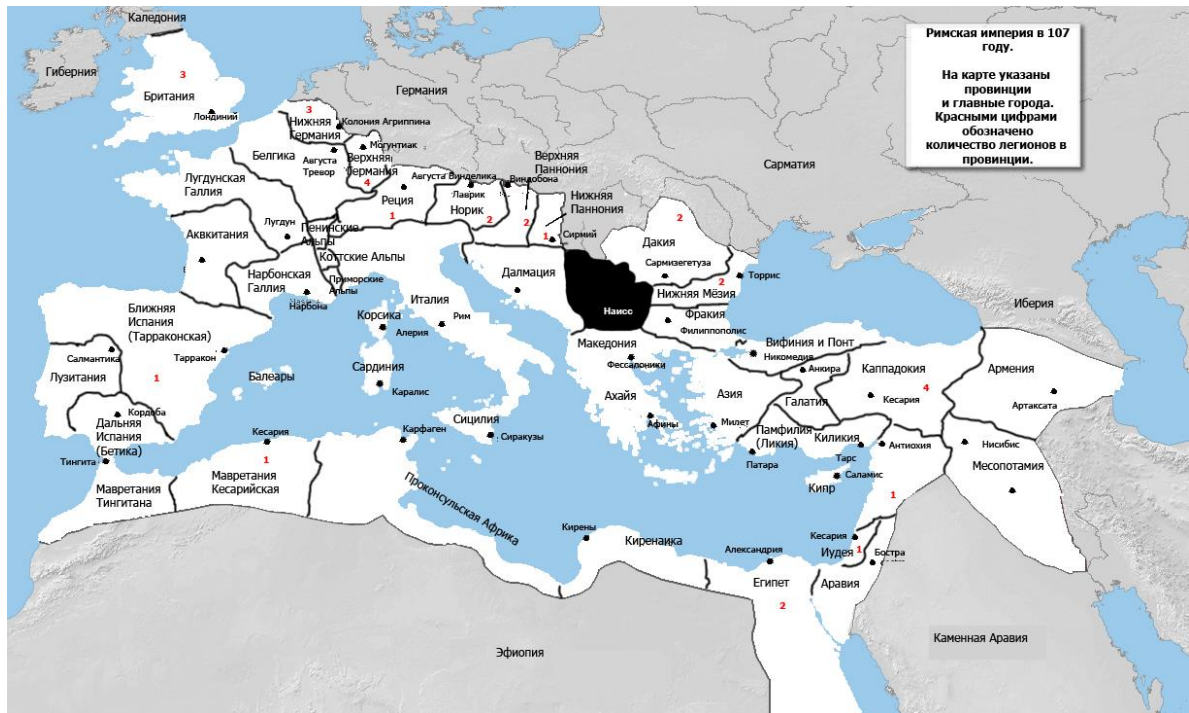 Каледония
Гиберния
3
Британия
Лондиний
Римская империя в 107
году.
На карте указаны
провинции
и главные города.
Красными цифрами
обозначено
количество легионов в
провинции.
Германия
Сарматия
3
Нижняя
Германия
Колония Агриппина
Могунтиак
Белгика
Август
Тревор
Верхняя
Германия
4
Верхняя
Паннония
Лугдунская
Галлия
Августа Винделика
Виндобона
Лаврик
Реция
1
Норик
2
2
Нижняя
Паннония
1
Сирмий
2
Дакия
Сармизегетуза
Лугдун
Пенинские
Альпы
Аквкитания
Коттские Альпы
Далмация
Торрис
2
Нижняя Мёзия
Нарбонская
Галлия
Приморские
Альпы
Нарбона
Италия
Наисс
Фракия
Филиппополис
Иберия
Ближняя
Испания
(Тарраконская)
Корсика
Алерия
Рим
Македония
Вифиния и Понт
Никомедия
Салмантика
Тарракон
Фессалоники
Анкира
Каппадокия
4
Армения
Лузитания
1
Балеары
Сардиния
Каралис
Ахайя
Азия
Галатия
Кесария
Артаксата
Кордоба
Дальняя
Испания
(Бетика)
Сицилия
Сиракузы
Афины
Милет
Памфилия
(Ликия)
Киликия
Тингита
Кесария
Карфаген
Патара
Тарс
Антиохия
Нисибис
1
Мавретания
Кесарийская
Саламис
Кипр
Месопотамия
Мавретания
Тингитана
Проконсульская Африка
1
Кирены
Киренаика
Александрия
Кесария
Иудея
1
Бостра
Египет
2
Аравия
Эфиопия
Каменная Аравия